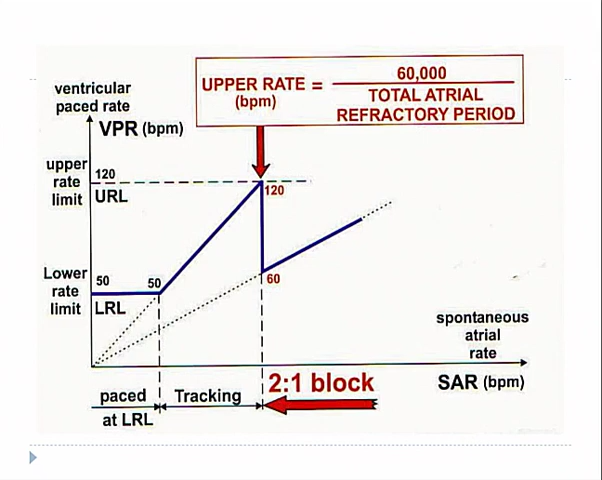 60,000
UPPER RATE =
(bpm)
TOTAL ATRIAL
REFRACTORY PERIOD
ventricular
paced rate
VPR (bpm)
upper
rate
limit
120
URL
120
Lower
rate
limit
50
50
LRL
60
spontaneous
atrial
rate
SAR (bpm)
2:1 block
paced
at LRL
Tracking